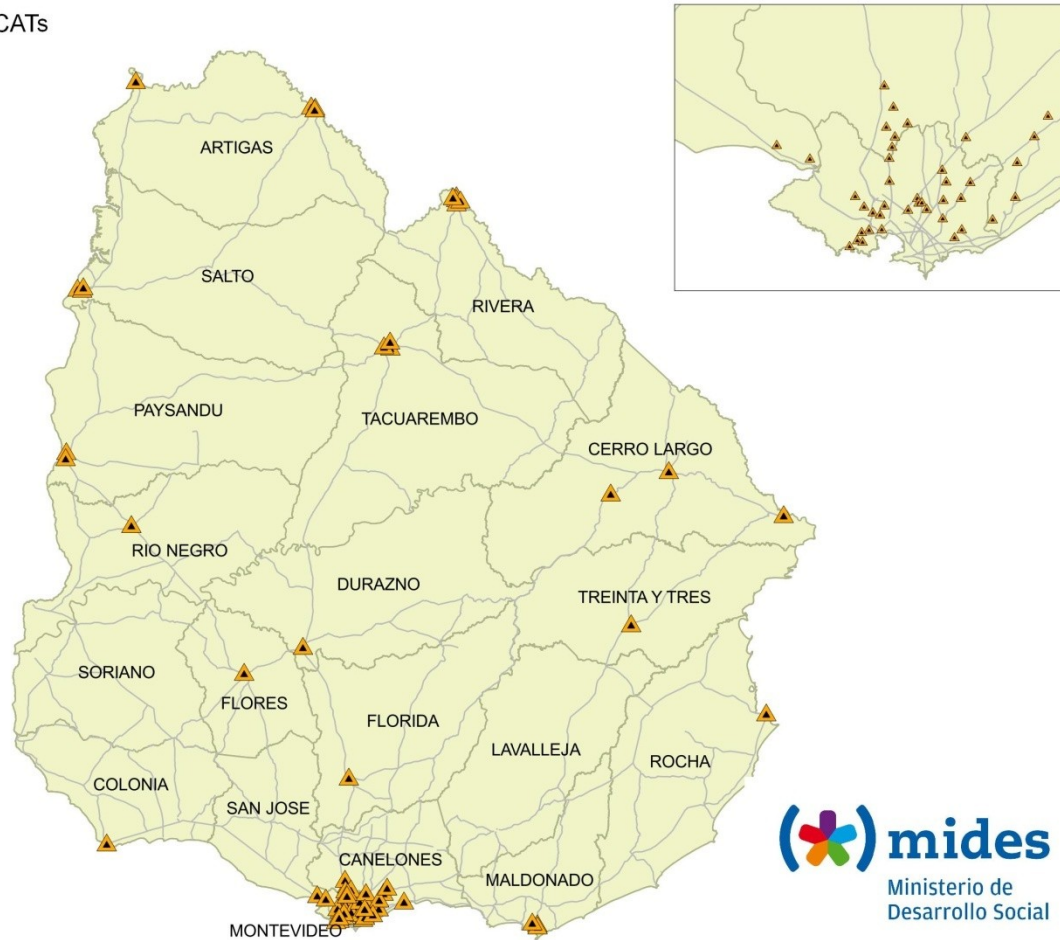 CATs
ARTIGAS
SALTO
RIVERA
PAYSANDU
TACUAREMBO
CERRO LARGO
RIO NEGRO
DURAZNO
TREINTA Y TRES
SORIANO
FLORES
FLORIDA
LAVALLEJA
ROCHA
COLONIA
SAN JOSE
CANELONES
MALDONADO
MONTEVIDEO
mides
Ministerio de
Desarrollo Social